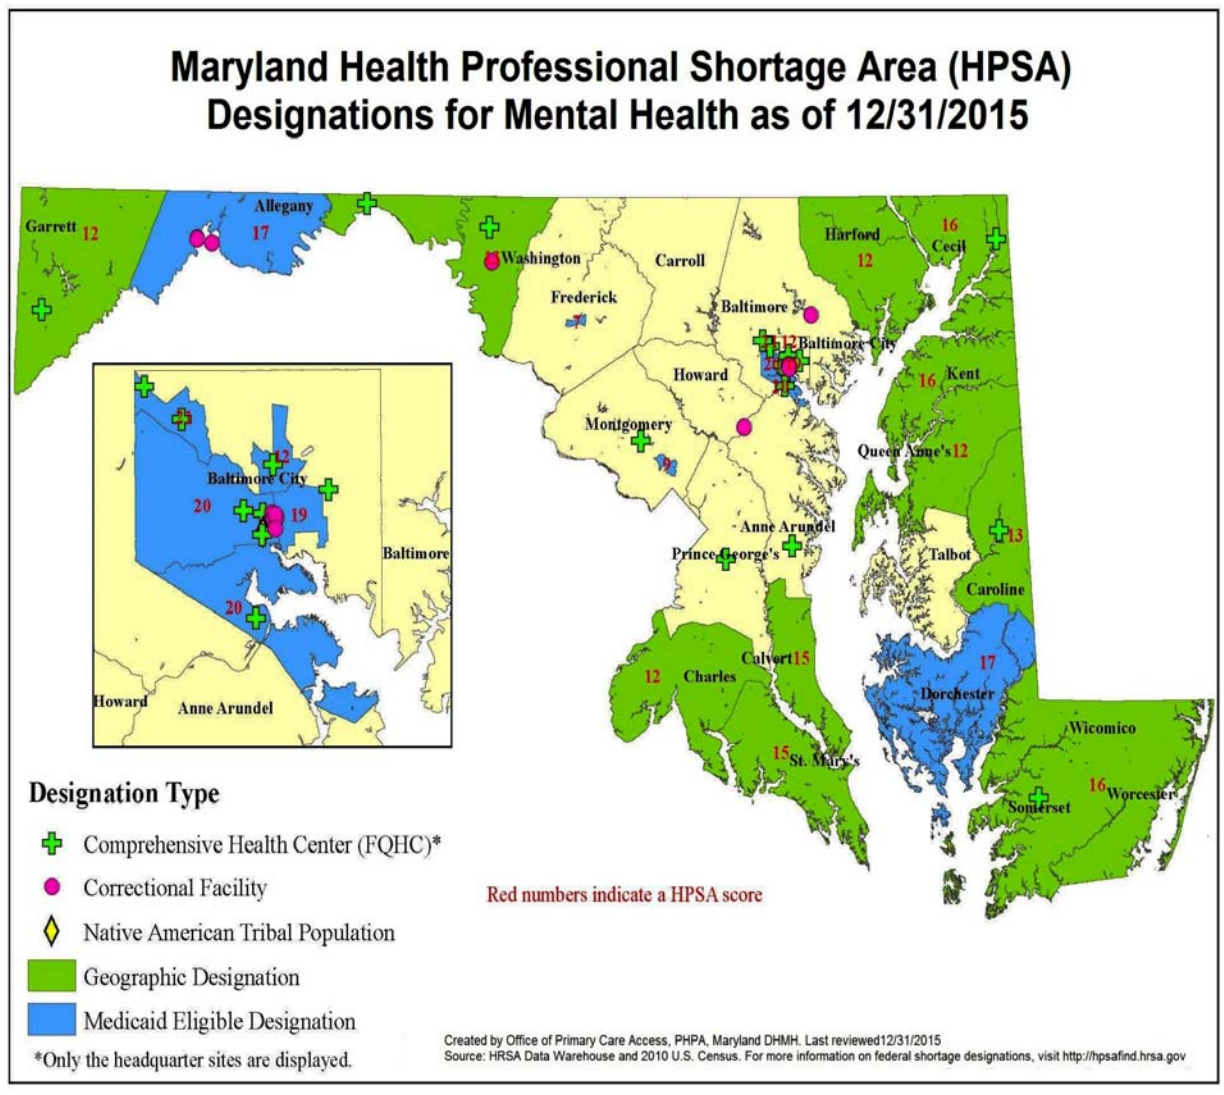 Maryland Health Professional Shortage Area (HPSA)
Designations for Mental Health as of 12/31/2015
Garrett 12
Allegany
17
Washington
Frederick
7
Carroll
Baltimore
Harford
12
16
Cecil
12
Baltimore City
Howard
Montgomery
9
16 Kent
Queen Anne's 12
Anne Arundel
Prince George's
Talbot
13
Caroline
12 Charles
Calvert 15
15 St. Mary's
17
Dorchester
Wicomico
16 Worcester
Somerset
12
Baltimore City
20
19
Baltimore
20
Howard
Anne Arundel
Designation Type
Comprehensive Health Center (FQHC)*
Correctional Facility
Native American Tribal Population
Geographic Designation
Medicaid Eligible Designation
*Only the headquarter sites are displayed.
Red numbers indicate a HPSA score
Created by Office of Primary Care Access, PHPA, Maryland DHMH. Last reviewed12/31/2015
Source: HRSA Data Warehouse and 2010 U.S. Census. For more information on federal shortage designations, visit http://hpsafind.hrsa.gov